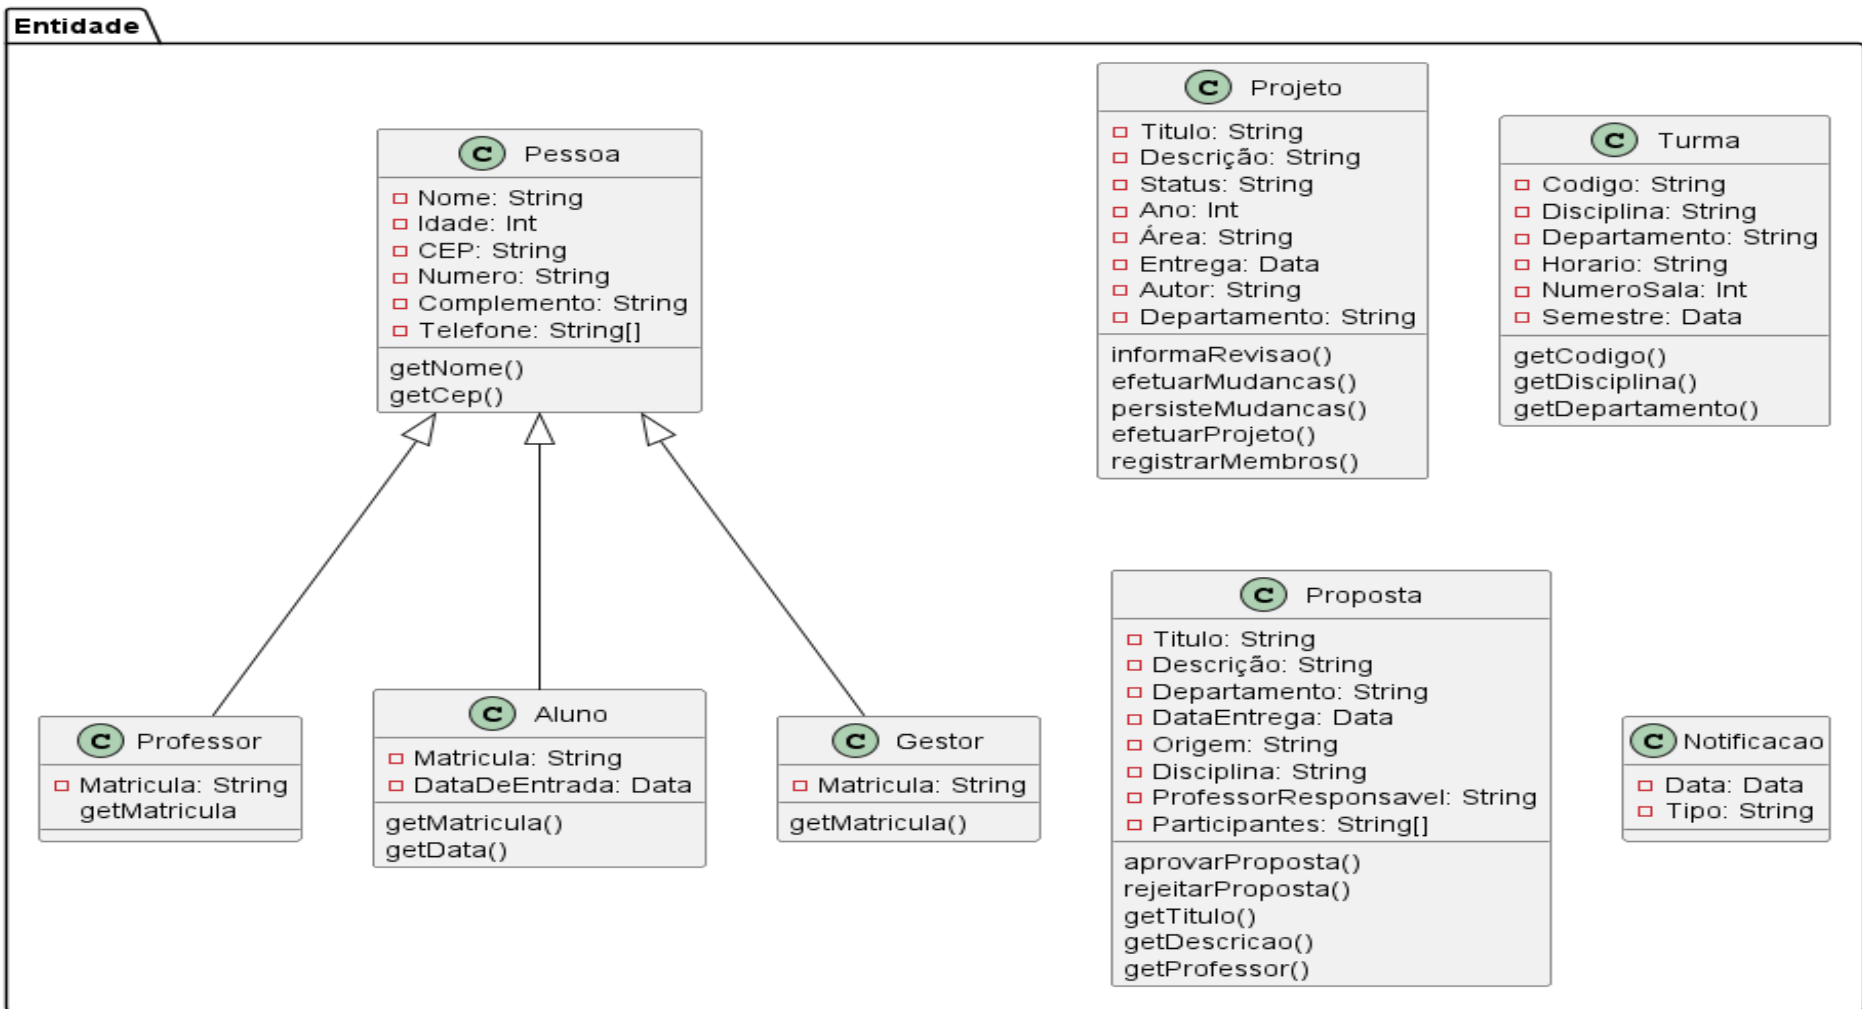 Entidade
C Pessoa
Nome: String
Idade: Int
CEP: String
Numero: String
Complemento: String
Telefone: String[]
getNome()
getCep()
C Projeto
Titulo: String
Descrição: String
Status: String
Ano: Int
Área: String
Entrega: Data
Autor: String
Departamento: String
informaRevisao()
efetuarMudancas()
persisteMudancas()
efetuarProjeto()
registrarMembros()
C Turma
Codigo: String
Disciplina: String
Departamento: String
Horario: String
NumeroSala: Int
Semestre: Data
getCodigo()
getDisciplina()
getDepartamento()
C Professor
Matricula: String
getMatricula
C Aluno
Matricula: String
DataDeEntrada: Data
getMatricula()
getData()
C Gestor
Matricula: String
getMatricula()
C Proposta
Titulo: String
Descrição: String
Departamento: String
DataEntrega: Data
Origem: String
Disciplina: String
ProfessorResponsavel: String
Participantes: String[]
aprovarProposta()
rejeitarProposta()
getTitulo()
getDescricao()
getProfessor()
C Notificacao
Data: Data
Tipo: String